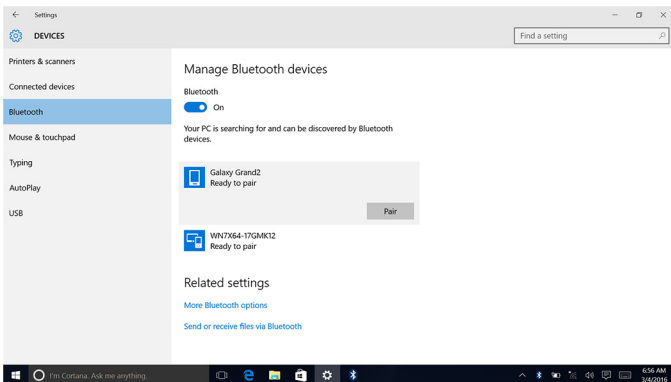 Settings
DEVICES
Find a setting
Printers & scanners
Connected devices
Bluetooth
Mouse & touchpad
Typing
AutoPlay
USB
Manage Bluetooth devices
Bluetooth
On
Your PC is searching for and can be discovered by Bluetooth
devices.
Galaxy Grand2
Ready to pair
Pair
WN7X64-17GMK12
Ready to pair
Related settings
More Bluetooth options
Send or receive files via Bluetooth
I'm Cortana. Ask me anything.
6:56 AM
3/4/2016